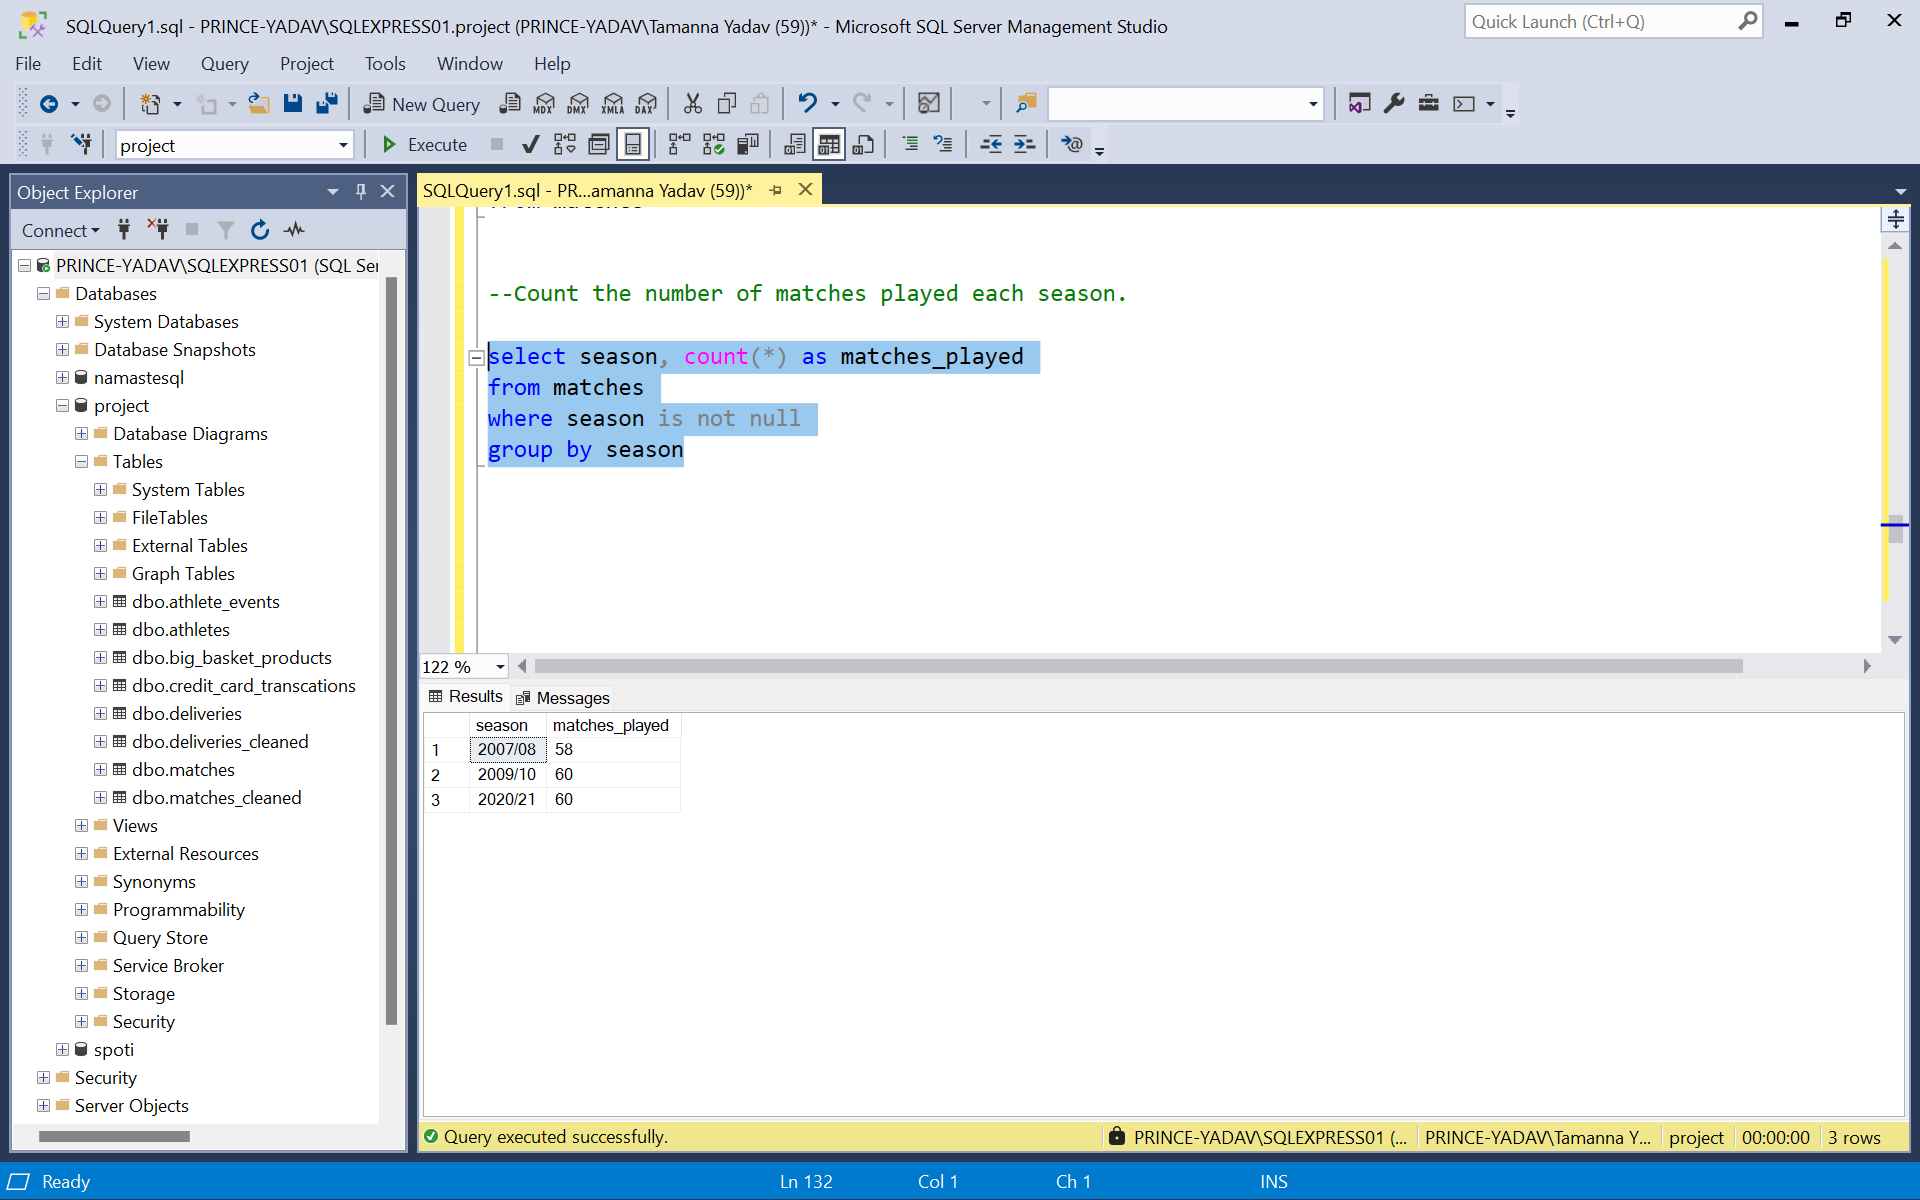 SQLQuery1.sql - PRINCE-YADAV\SQLEXPRESS01.project (PRINCE-YADAV\Tamanna Yadav (59))* - Microsoft SQL Server Management Studio
Quick Launch (Ctrl+Q)
File Edit View Query Project Tools Window Help
New Query MDX DMX XMLA DAX
project Execute
Object Explorer
SQLQuery1.sql - PR...amanna Yadav (59))*
Connect
PRINCE-YADAV\SQLEXPRESS01 (SQL Ser
Databases
System Databases
Database Snapshots
namastesql
project
Database Diagrams
Tables
System Tables
FileTables
External Tables
Graph Tables
dbo.athlete_events
dbo.athletes
dbo.big_basket_products
dbo.credit_card_transcations
dbo.deliveries
dbo.deliveries_cleaned
dbo.matches
dbo.matches_cleaned
Views
External Resources
Synonyms
Programmability
Query Store
Service Broker
Storage
Security
spoti
Security
Server Objects
--Count the number of matches played each season.
select season, count(*) as matches_played
from matches
where season is not null
group by season
122 %
Results Messages
season matches_played
1 2007/08 58
2 2009/10 60
3 2020/21 60
Query executed successfully.
PRINCE-YADAV\SQLEXPRESS01 (... PRINCE-YADAV\Tamanna Y... project 00:00:00 3 rows
Ready Ln 132 Col 1 Ch 1 INS